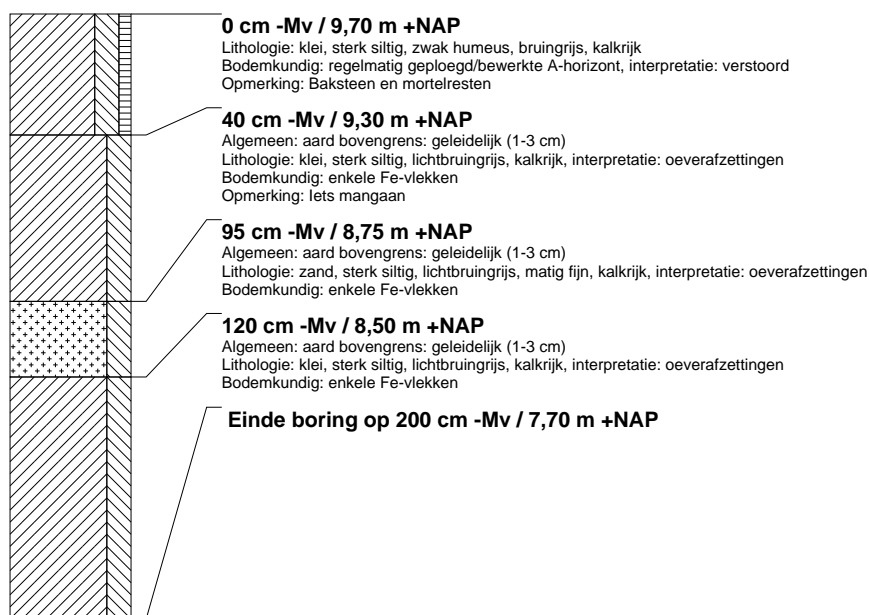 0 cm -Mv / 9,70 m +NAP
Lithologie: klei, sterk siltig, zwak humeus, bruingrijs, kalkrijk
Bodemkundig: regelmatig geploegd/bewerkte A-horizont, interpretatie: verstoord
Opmerking: Baksteen en mortelresten
40 cm -Mv / 9,30 m +NAP
Algemeen: aard bovengrens: geleidelijk (1-3 cm)
Lithologie: klei, sterk siltig, lichtbruingrijs, kalkrijk, interpretatie: oeverafzettingen
Bodemkundig: enkele Fe-vlekken
Opmerking: Iets mangaan
95 cm -Mv / 8,75 m +NAP
Algemeen: aard bovengrens: geleidelijk (1-3 cm)
Lithologie: zand, sterk siltig, lichtbruingrijs, matig fijn, kalkrijk, interpretatie: oeverafzettingen
Bodemkundig: enkele Fe-vlekken
120 cm -Mv / 8,50 m +NAP
Algemeen: aard bovengrens: geleidelijk (1-3 cm)
Lithologie: klei, sterk siltig, lichtbruingrijs, kalkrijk, interpretatie: oeverafzettingen
Bodemkundig: enkele Fe-vlekken
Einde boring op 200 cm -Mv / 7,70 m +NAP